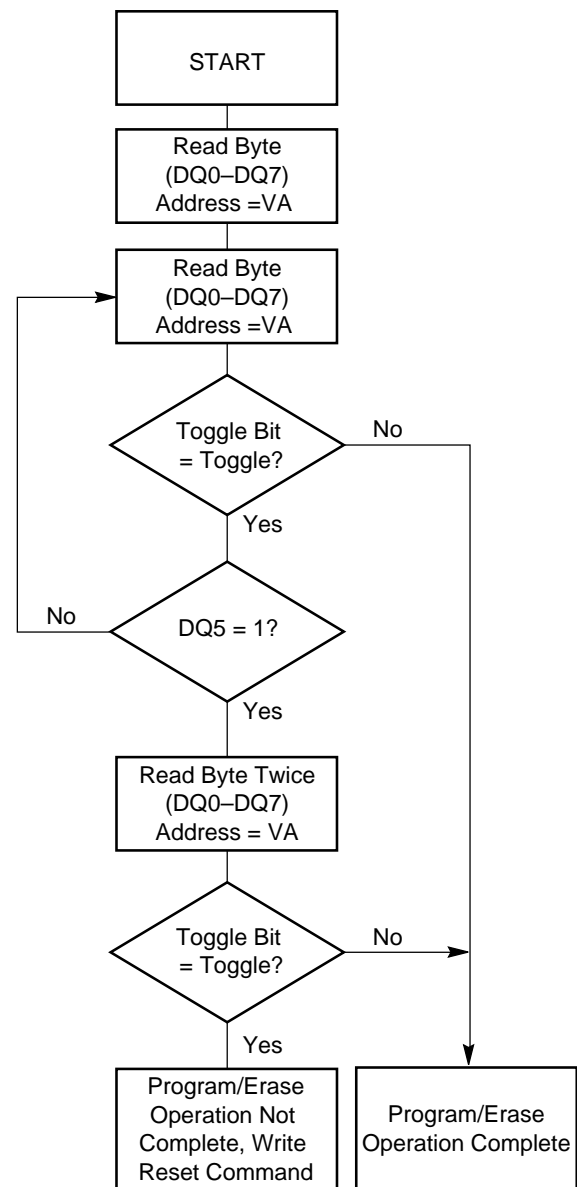 START
Read Byte
(DQ0–DQ7)
Address =VA
Read Byte
(DQ0–DQ7)
Address =VA
Toggle Bit
= Toggle?
No
Yes
DQ5 = 1?
No
Yes
Read Byte Twice
(DQ0–DQ7)
Address = VA
Toggle Bit
= Toggle?
No
Yes
Program/Erase
Operation Not
Complete, Write
Reset Command
Program/Erase
Operation Complete